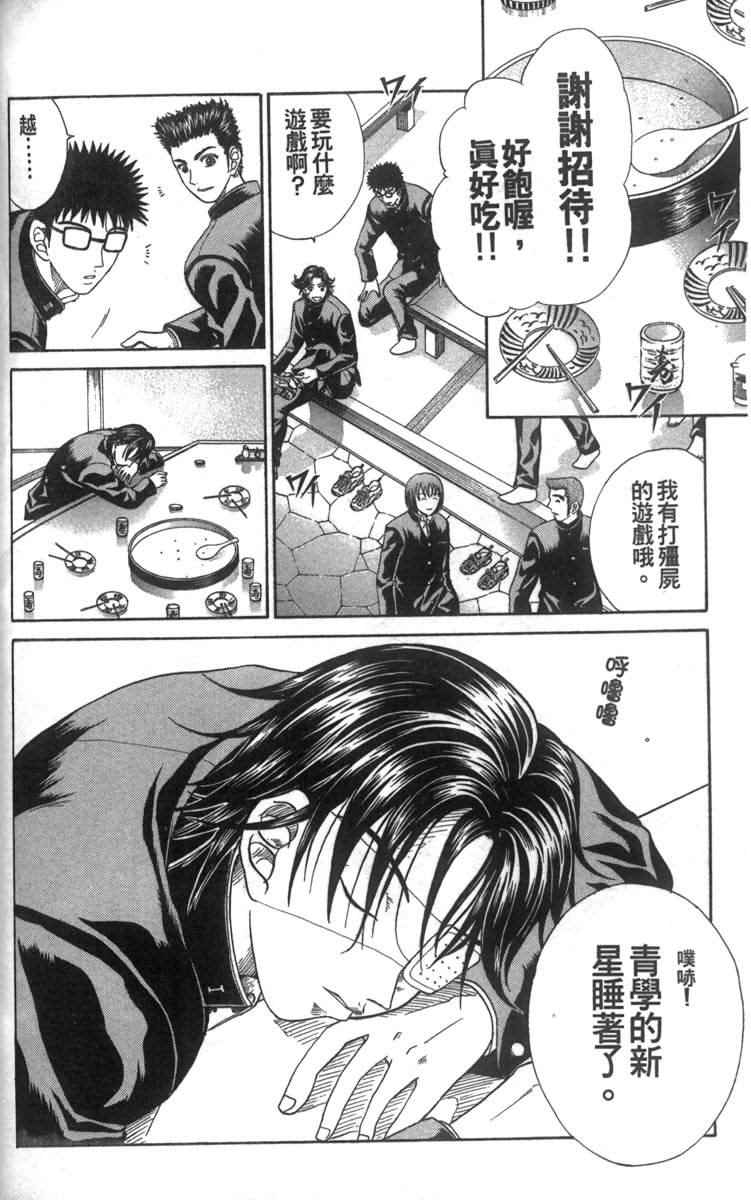 謝謝招待!!
好飽喔，
眞好吃!!
ワイ
ワイ
ワイ
壽
要玩什麼
遊戲啊？
我有打殭屍
的遊戲哦。
ワイ
越……
呼嚕嚕
噗哧！
青學的新
星睡著了。